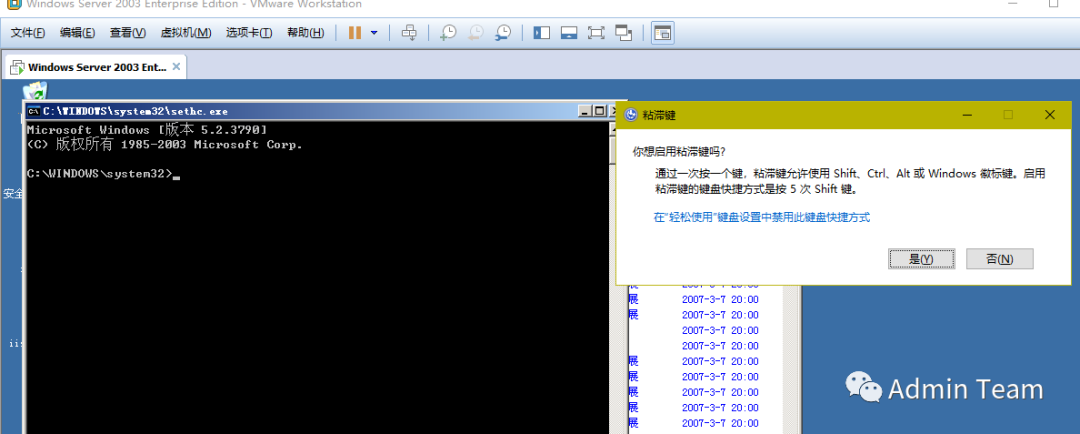 Windows Server 2003 Enterprise Edition - VMware Workstation
文件(F) 编辑(E) 查看(V) 虚拟机(M) 选项卡(T) 帮助(H)
Windows Server 2003 Ent...
C:\WINDOWS\system32\sethc.exe
Microsoft Windows [版本 5.2.3790]
(C) 版权所有 1985-2003 Microsoft Corp.
C:\WINDOWS\system32>
安全
iis
粘滞键
你想启用粘滞键吗?
通过一次按一个键，粘滞键允许使用 Shift、Ctrl、Alt 或 Windows 徽标键。启用
粘滞键的键盘快捷方式是按 5 次 Shift 键。
在"轻松使用"键盘设置中禁用此键盘快捷方式
是(Y) 否(N)
展 2007-3-7 20:00
展 2007-3-7 20:00
2007-3-7 20:00
2007-3-7 20:00
展 2007-3-7 20:00
展 2007-3-7 20:00
展 2007-3-7 20:00
展 2007-3-7 20:00
展 2007-3-7 20:00
Admin Team